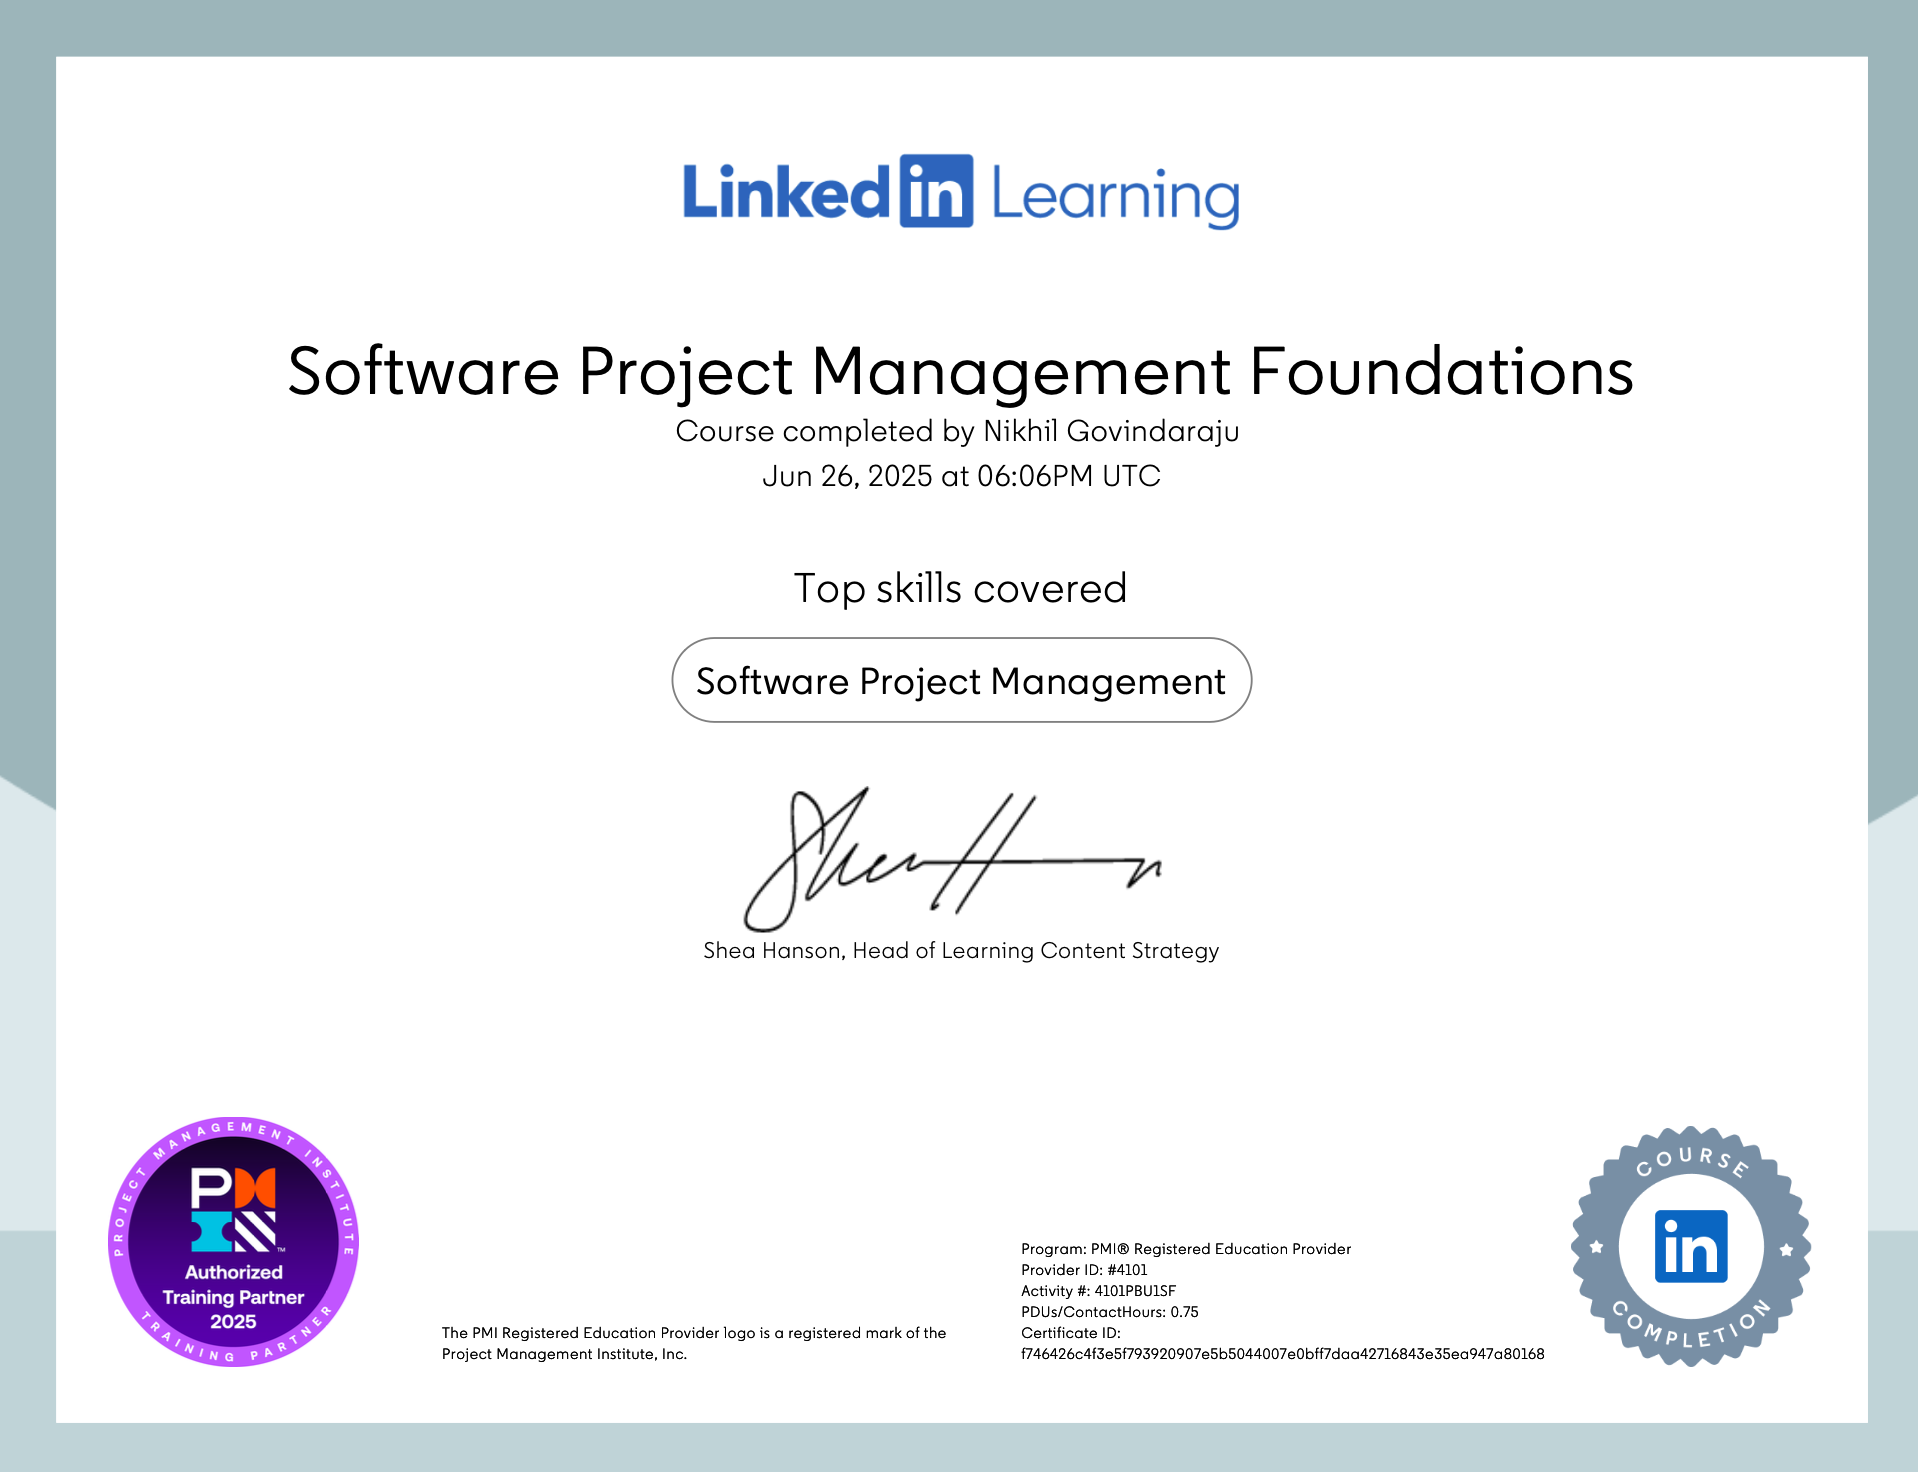 LinkedIn Learning
Software Project Management Foundations
Course completed by Nikhil Govindaraju
Jun 26, 2025 at 06:06PM UTC
Top skills covered
Software Project Management
Shea Hanson, Head of Learning Content Strategy
PROJECT MANAGEMENT INSTITUTE
PMI™
Authorized
Training Partner
2025
TRAINING PARTNER
The PMI Registered Education Provider logo is a registered mark of the
Project Management Institute, Inc.
Program: PMI® Registered Education Provider
Provider ID: #4101
Activity #: 4101PBU1SF
PDUs/ContactHours: 0.75
Certificate ID:
f746426c4f3e5f793920907e5b5044007e0bff7daa42716843e35ea947a80168
COURSE
in
COMPLETION